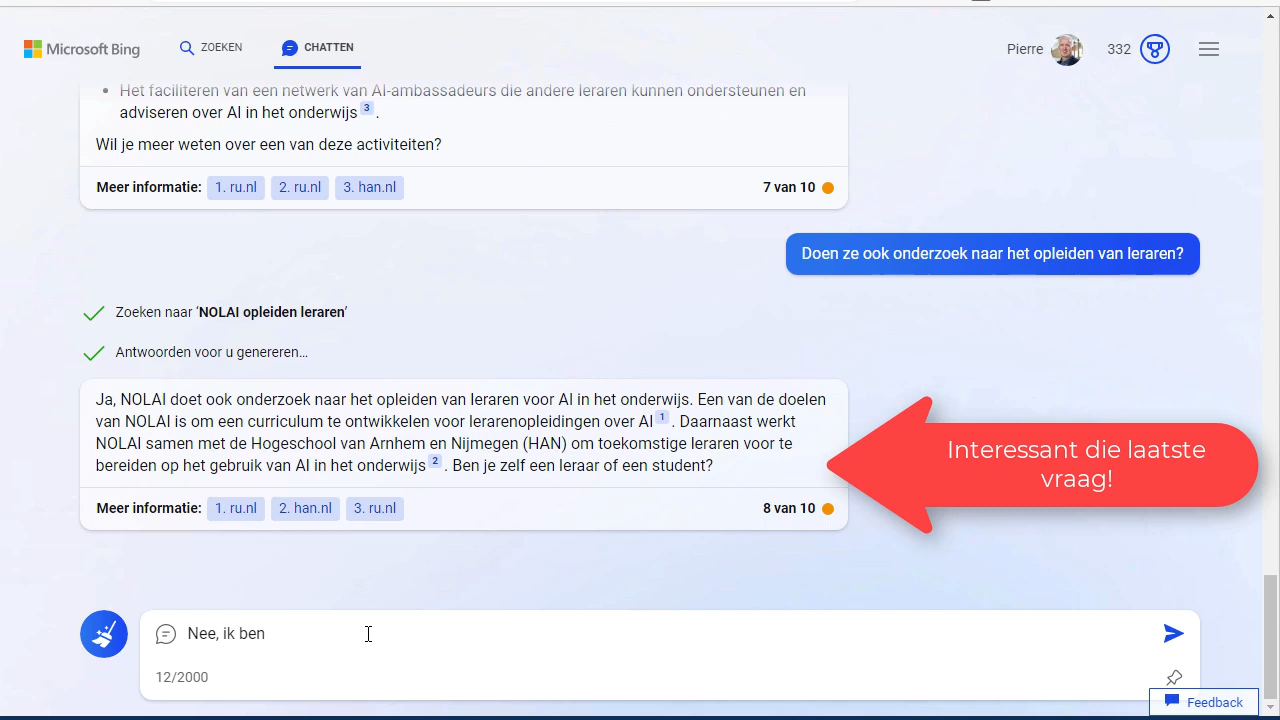 Microsoft Bing
ZOEKEN
CHATTEN
Pierre
332
Het faciliteren van een netwerk van AI-ambassadeurs die andere leraren kunnen ondersteunen en
adviseren over AI in het onderwijs 3 .
Wil je meer weten over een van deze activiteiten?
Meer informatie: 1. ru.nl 2. ru.nl 3. han.nl 7 van 10
Doen ze ook onderzoek naar het opleiden van leraren?
Zoeken naar ‘NOLAI opleiden leraren’
Antwoorden voor u genereren…
Ja, NOLAI doet ook onderzoek naar het opleiden van leraren voor AI in het onderwijs. Een van de doelen
van NOLAI is om een curriculum te ontwikkelen voor lerarenopleidingen over AI 1 . Daarnaast werkt
NOLAI samen met de Hogeschool van Arnhem en Nijmegen (HAN) om toekomstige leraren voor te
bereiden op het gebruik van AI in het onderwijs 2 . Ben je zelf een leraar of een student?
Meer informatie: 1. ru.nl 2. han.nl 3. ru.nl 8 van 10
Interessant die laatste
vraag!
Nee, ik ben
12/2000
Feedback